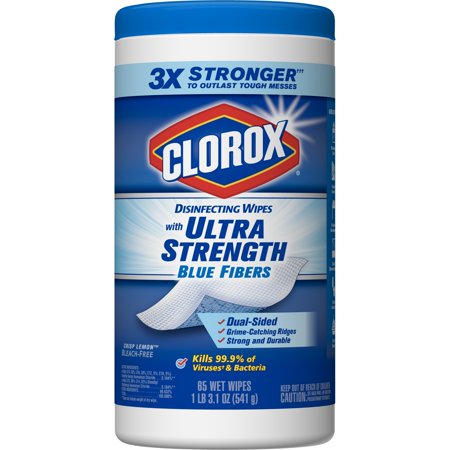 3X STRONGER†††
TO OUTLAST TOUGH MESSES
CLOROX®
DISINFECTING WIPES
with ULTRA
STRENGTH
BLUE FIBERS
Dual-Sided
Grime-Catching Ridges
Strong and Durable
CRISP LEMON™
BLEACH-FREE
Kills 99.9% of
Viruses & Bacteria
65 WET WIPES
1 LB 3.1 OZ (541 g)
KEEP OUT OF REACH OF CHILDREN.